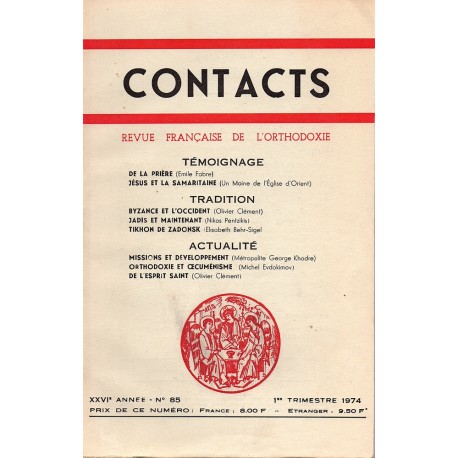 CONTACTS
REVUE FRANÇAISE DE L'ORTHODOXIE
TÉMOIGNAGE
DE LA PRIÈRE (Emile Fabre)
JÉSUS ET LA SAMARITAINE (Un Moine de l'Église d'Orient)
TRADITION
BYZANCE ET L'OCCIDENT (Olivier Clément)
JADIS ET MAINTENANT (Nikos Pentzikis)
TIKHON DE ZADONSK (Elisabeth Behr-Sigel
ACTUALITÉ
MISSIONS ET DEVELOPPEMENT (Métropolite George Khodre)
ORTHODOXIE ET ŒCUMÉNISME (Michel Evdokimov)
DE L'ESPRIT SAINT (Olivier Clément)
XXVIe ANNÉE - N° 85 1er TRIMESTRE 1974
PRIX DE CE NUMÉRO: FRANCE: 8.00 F - ETRANGER: 9.50 F